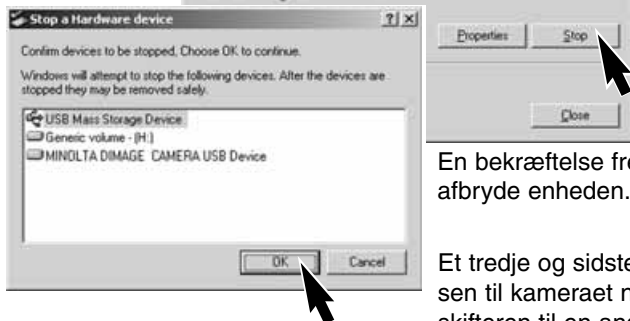 Stop a Hardware device
Confirm devices to be stopped, Choose OK to continue.
Windows will attempt to stop the following devices. After the devices are
stopped they may be removed safely.
USB Mass Storage Device
Generic volume - (H:)
MINOLTA DIMAGE CAMERA USB Device
OK Cancel
Properties Stop
Close
En bekræftelse fre
afbryde enheden.
Et tredje og sidste
sen til kameraet n